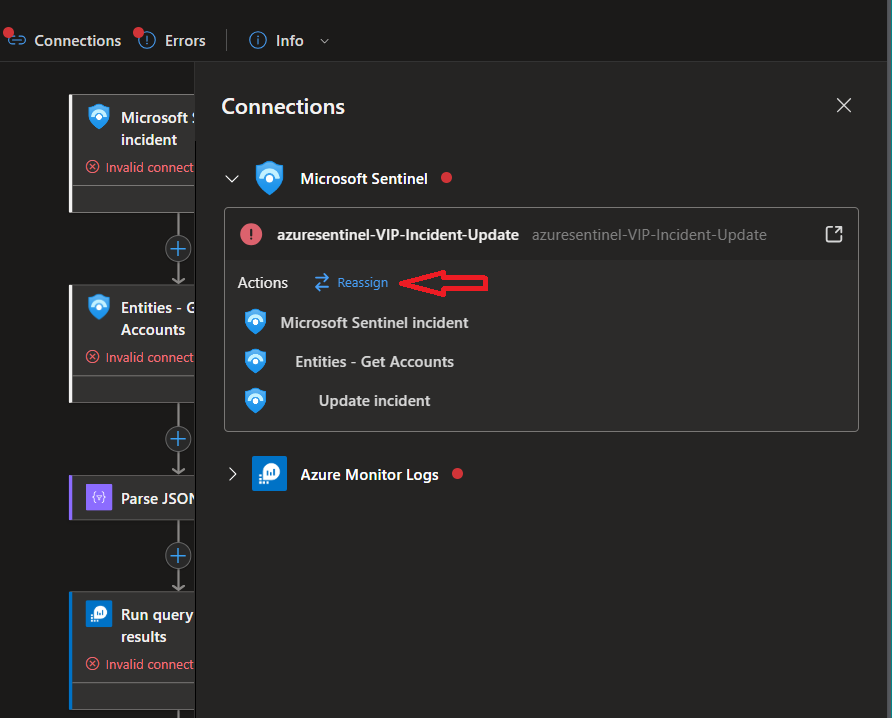 Connections
Errors
Info
Microsoft
incident
Invalid connect
Entities - G
Accounts
Invalid connect
Parse JSON
Run query
results
Invalid connect
Connections
Microsoft Sentinel
azuresentinel-VIP-Incident-Update azuresentinel-VIP-Incident-Update
Actions
Reassign
Microsoft Sentinel incident
Entities - Get Accounts
Update incident
Azure Monitor Logs